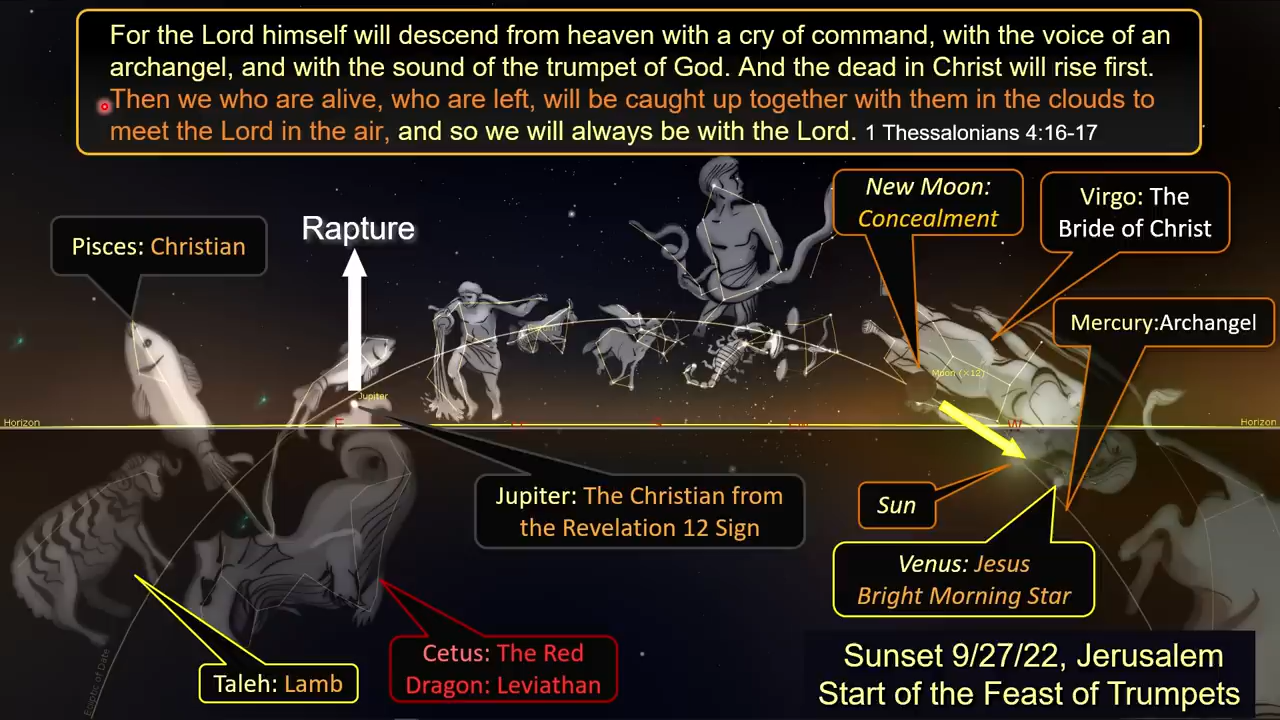 For the Lord himself will descend from heaven with a cry of command, with the voice of an
archangel, and with the sound of the trumpet of God. And the dead in Christ will rise first.
Then we who are alive, who are left, will be caught up together with them in the clouds to
meet the Lord in the air, and so we will always be with the Lord. 1 Thessalonians 4:16-17
New Moon:
Concealment
Virgo: The
Bride of Christ
Rapture
Pisces: Christian
Mercury:Archangel
Moon (×12)
Jupiter
Horizon
E
S
W
Horizon
Jupiter: The Christian from
the Revelation 12 Sign
Sun
Venus: Jesus
Bright Morning Star
Cetus: The Red
Dragon: Leviathan
Taleh: Lamb
Ecliptic of Date
Sunset 9/27/22, Jerusalem
Start of the Feast of Trumpets